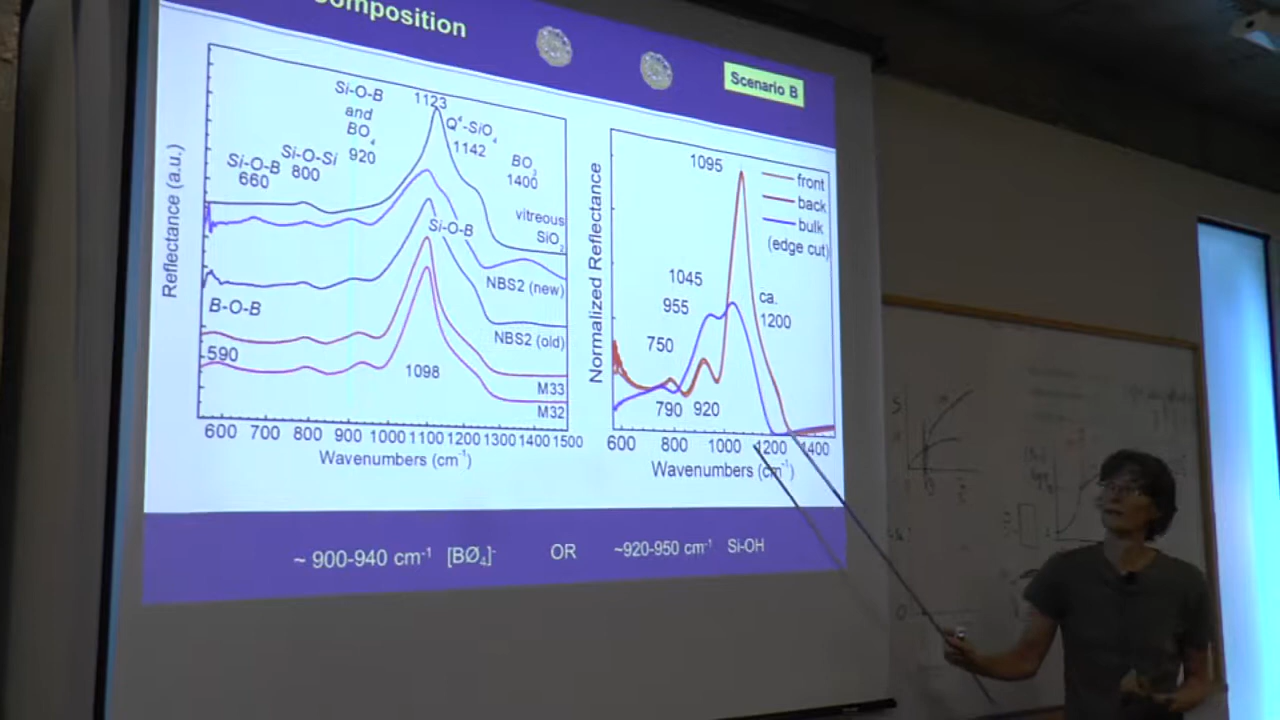 composition
Scenario B
Si-O-B
and
BO4
920
1123
Q4-SiO4
1142
BO3
1400
Si-O-B
660
Si-O-Si
800
vitreous
SiO2
Si-O-B
NBS2 (new)
B-O-B
NBS2 (old)
590
1098
M33
M32
Reflectance (a.u.)
600 700 800 900 1000 1100 1200 1300 1400 1500
Wavenumbers (cm-1)
1095
front
back
bulk
(edge cut)
1045
955
ca.
1200
750
790 920
Normalized Reflectance
600 800 1000 1200 1400
Wavenumbers (cm-1)
~ 900-940 cm-1 [BØ4]- OR ~920-950 cm-1 Si-OH